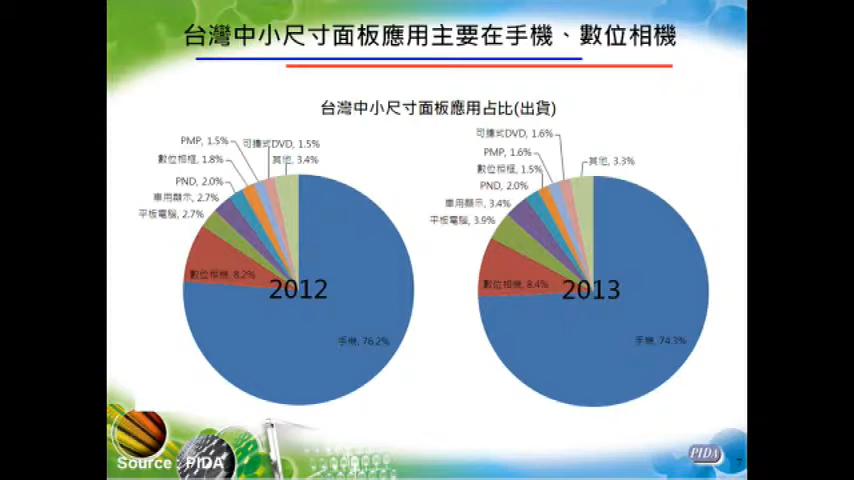 台灣中小尺寸面板應用主要在手機、數位相機
台灣中小尺寸面板應用占比(出貨)
PMP, 1.5%
可攜式DVD, 1.5%
數位相框, 1.8%
其他, 3.4%
PND, 2.0%
車用顯示, 2.7%
平板電腦, 2.7%
數位相機, 8.2%
2012
手機, 76.2%
可攜式DVD, 1.6%
PMP, 1.6%
其他, 3.3%
數位相框, 1.5%
PND, 2.0%
車用顯示, 3.4%
平板電腦, 3.9%
數位相機, 8.4%
2013
手機, 74.3%
Source : PIDA
PIDA
7